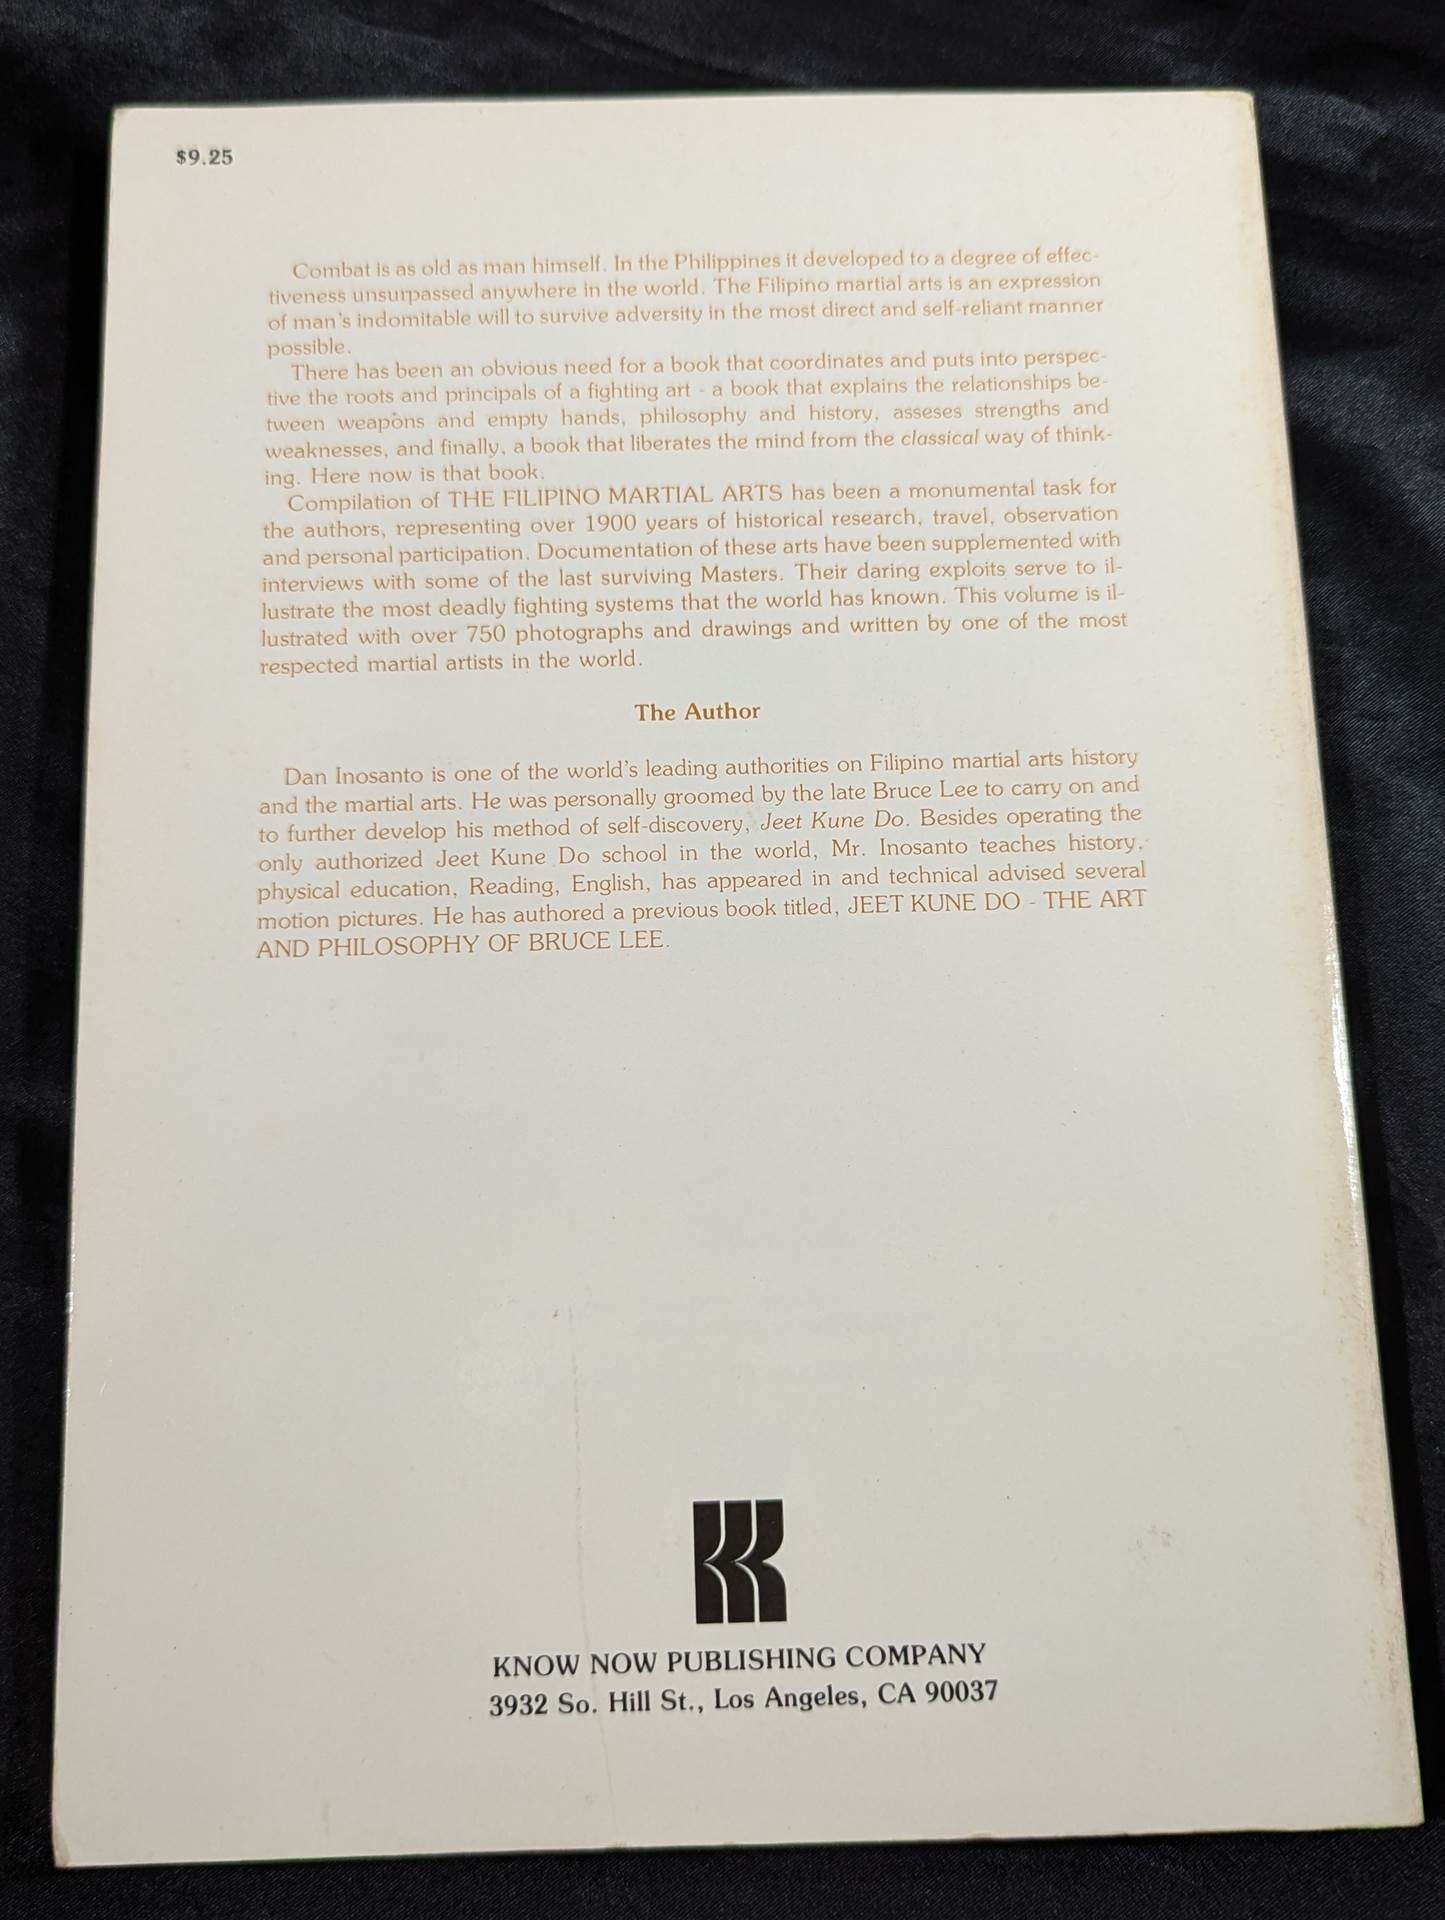 $9.25
Combat is as old as man himself. In the Philippines it developed to a degree of effec-
tiveness unsurpassed anywhere in the world. The Filipino martial arts is an expression
of man's indomitable will to survive adversity in the most direct and self-reliant manner
possible.
There has been an obvious need for a book that coordinates and puts into perspec-
tive the roots and principals of a fighting art - a book that explains the relationships be-
tween weapons and empty hands, philosophy and history, asseses strengths and
weaknesses, and finally, a book that liberates the mind from the classical way of think-
ing. Here now is that book.
Compilation of THE FILIPINO MARTIAL ARTS has been a monumental task for
the authors, representing over 1900 years of historical research, travel, observation
and personal participation. Documentation of these arts have been supplemented with
interviews with some of the last surviving Masters. Their daring exploits serve to il-
lustrate the most deadly fighting systems that the world has known. This volume is il-
lustrated with over 750 photographs and drawings and written by one of the most
respected martial artists in the world.
The Author
Dan Inosanto is one of the world's leading authorities on Filipino martial arts history
and the martial arts. He was personally groomed by the late Bruce Lee to carry on and
to further develop his method of self-discovery, Jeet Kune Do. Besides operating the
only authorized Jeet Kune Do school in the world, Mr. Inosanto teaches history,
physical education, Reading, English, has appeared in and technical advised several
motion pictures. He has authored a previous book titled, JEET KUNE DO - THE ART
AND PHILOSOPHY OF BRUCE LEE.
KNOW NOW PUBLISHING COMPANY
3932 So. Hill St., Los Angeles, CA 90037